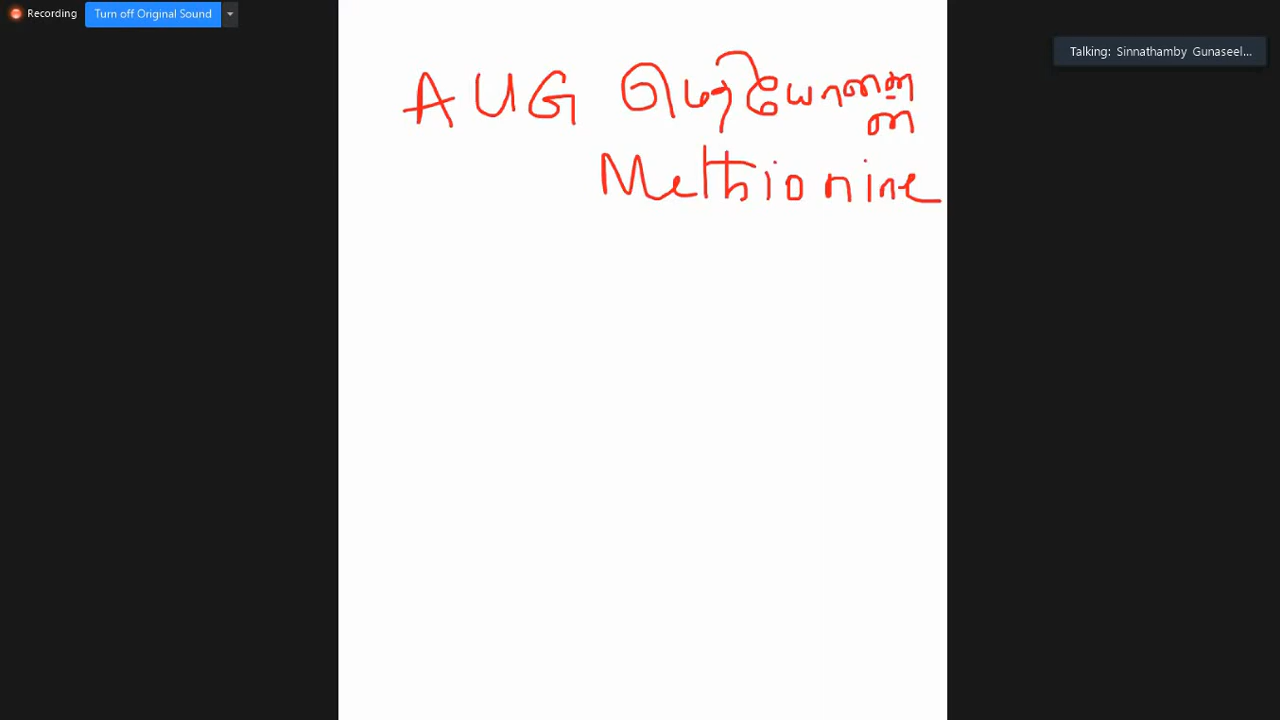 Recording
Turn off Original Sound
Talking: Sinnathamby Gunaseel...
AUG
Methionine